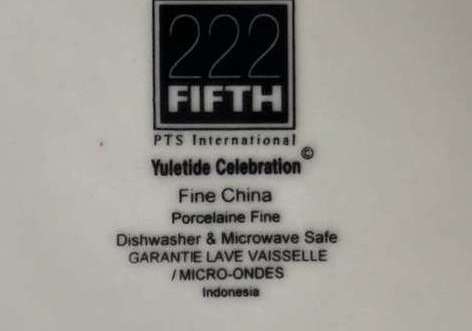 222
FIFTH
PTS International
Yuletide Celebration©
Fine China
Porcelaine Fine
Dishwasher & Microwave Safe
GARANTIE LAVE VAISSELLE
/ MICRO-ONDES
Indonesia